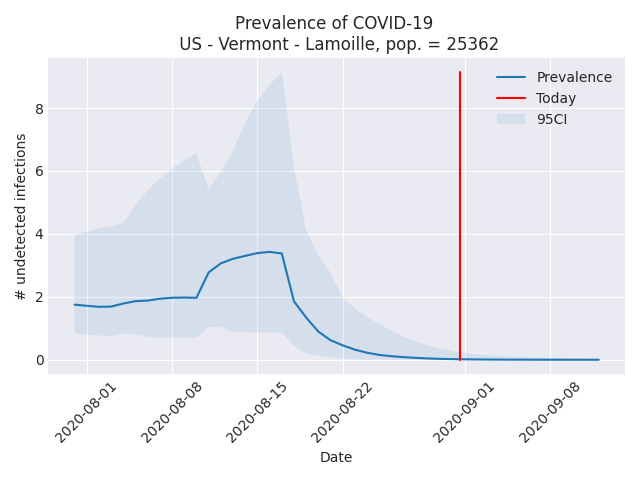 Prevalence of COVID-19
US - Vermont - Lamoille, pop. = 25362
Prevalence
Today
95CI
# undetected infections
8
6
4
2
0
2020-08-01
2020-08-08
2020-08-15
2020-08-22
2020-09-01
2020-09-08
Date